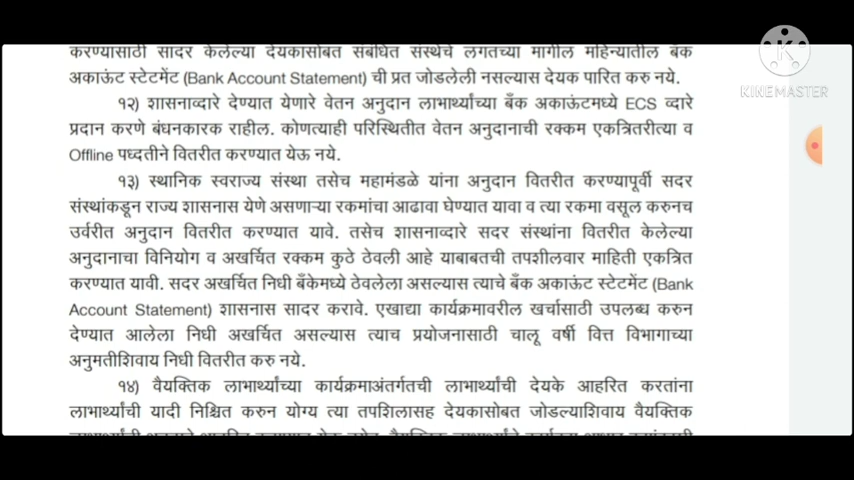 करण्यासाठी सादर केलेल्या देयकासोबत संबंधित संस्थेचे लगतच्या मागील महिन्यातील बँक
अकाऊंट स्टेटमेंट (Bank Account Statement) ची प्रत जोडलेली नसल्यास देयक पारित करु नये.
१२) शासनाव्दारे देण्यात येणारे वेतन अनुदान लाभार्थ्यांच्या बँक अकाऊंटमध्ये ECS व्दारे
प्रदान करणे बंधनकारक राहील. कोणत्याही परिस्थितीत वेतन अनुदानाची रक्कम एकत्रितरीत्या व
Offline पध्दतीने वितरीत करण्यात येऊ नये.
१३) स्थानिक स्वराज्य संस्था तसेच महामंडळे यांना अनुदान वितरीत करण्यापूर्वी सदर
संस्थांकडून राज्य शासनास येणे असणाऱ्या रकमांचा आढावा घेण्यात यावा व त्या रकमा वसूल करुनच
उर्वरीत अनुदान वितरीत करण्यात यावे. तसेच शासनाव्दारे सदर संस्थांना वितरीत केलेल्या
अनुदानाचा विनियोग व अखर्चित रक्कम कुठे ठेवली आहे याबाबतची तपशीलवार माहिती एकत्रित
करण्यात यावी. सदर अखर्चित निधी बँकेमध्ये ठेवलेला असल्यास त्याचे बँक अकाऊंट स्टेटमेंट (Bank
Account Statement) शासनास सादर करावे. एखाद्या कार्यक्रमावरील खर्चासाठी उपलब्ध करुन
देण्यात आलेला निधी अखर्चित असल्यास त्याच प्रयोजनासाठी चालू वर्षी वित्त विभागाच्या
अनुमतीशिवाय निधी वितरीत करु नये.
१४) वैयक्तिक लाभार्थ्यांच्या कार्यक्रमाअंतर्गतची लाभार्थ्यांची देयके आहरित करतांना
लाभार्थ्यांची यादी निश्चित करुन योग्य त्या तपशिलासह देयकासोबत जोडल्याशिवाय वैयक्तिक
K
KINEMASTER